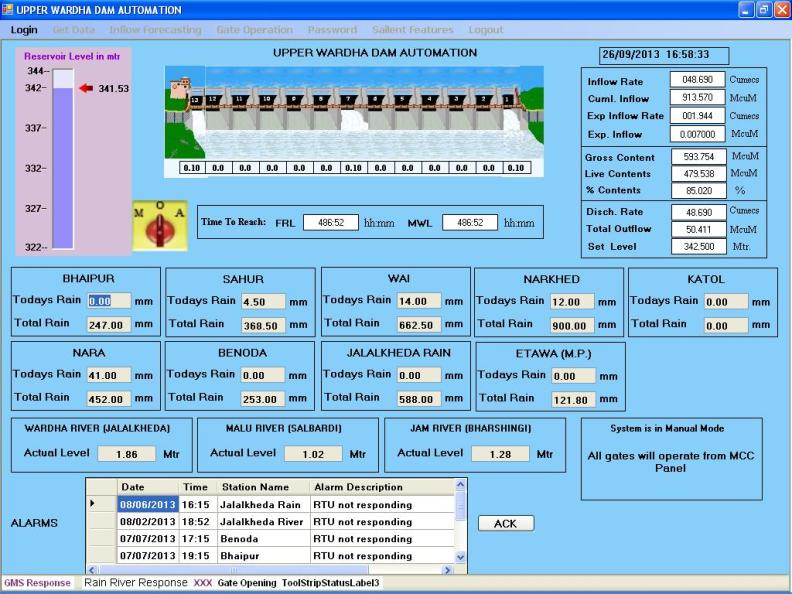 UPPER WARDHA DAM AUTOMATION
Login Get Data Inflow Forecasting Gate Operation Password Sailent Features Logout
Reservoir Level in mtr
344--
342-
341.53
337-
332-
327-
322--
M O A
UPPER WARDHA DAM AUTOMATION
13 12 11 10 9 8 7 6 5 4 3 2 1
0.10 0.0 0.0 0.0 0.0 0.0 0.10 0.0 0.0 0.0 0.0 0.0 0.10
Time To Reach: FRL 486:52 hh:mm MWL 486:52 hh:mm
26/09/2013 16:58:33
Inflow Rate 048.690 Cumecs
Cuml. Inflow 913.570 McuM
Exp Inflow Rate 001.944 Cumecs
Exp. Inflow 0.007000 McuM
Gross Content 593.754 McuM
Live Contents 479.538 McuM
% Contents 85.020 %
Disch. Rate 48.690 Cumecs
Total Outflow 50.411 McuM
Set Level 342.500 Mtr.
BHAIPUR
Todays Rain 0.00 mm
Total Rain 247.00 mm
SAHUR
Todays Rain 4.50 mm
Total Rain 368.50 mm
WAI
Todays Rain 14.00 mm
Total Rain 662.50 mm
NARKHED
Todays Rain 12.00 mm
Total Rain 900.00 mm
KATOL
Todays Rain 0.00 mm
Total Rain 0.00 mm
NARA
Todays Rain 41.00 mm
Total Rain 452.00 mm
BENODA
Todays Rain 0.00 mm
Total Rain 253.00 mm
JALALKHEDA RAIN
Todays Rain 0.00 mm
Total Rain 588.00 mm
ETAWA (M.P.)
Todays Rain 0.00 mm
Total Rain 121.80 mm
WARDHA RIVER (JALALKHEDA)
Actual Level 1.86 Mtr
MALU RIVER (SALBARDI)
Actual Level 1.02 Mtr
JAM RIVER (BHARSHINGI)
Actual Level 1.28 Mtr
System is in Manual Mode
All gates will operate from MCC
Panel
ALARMS
Date Time Station Name Alarm Description
08/06/2013 16:15 Jalalkheda Rain RTU not responding
08/02/2013 18:52 Jalalkheda River RTU not responding
07/07/2013 17:15 Benoda RTU not responding
07/07/2013 19:15 Bhaipur RTU not responding
ACK
GMS Response Rain River Response XXX Gate Opening ToolStripStatusLabel3